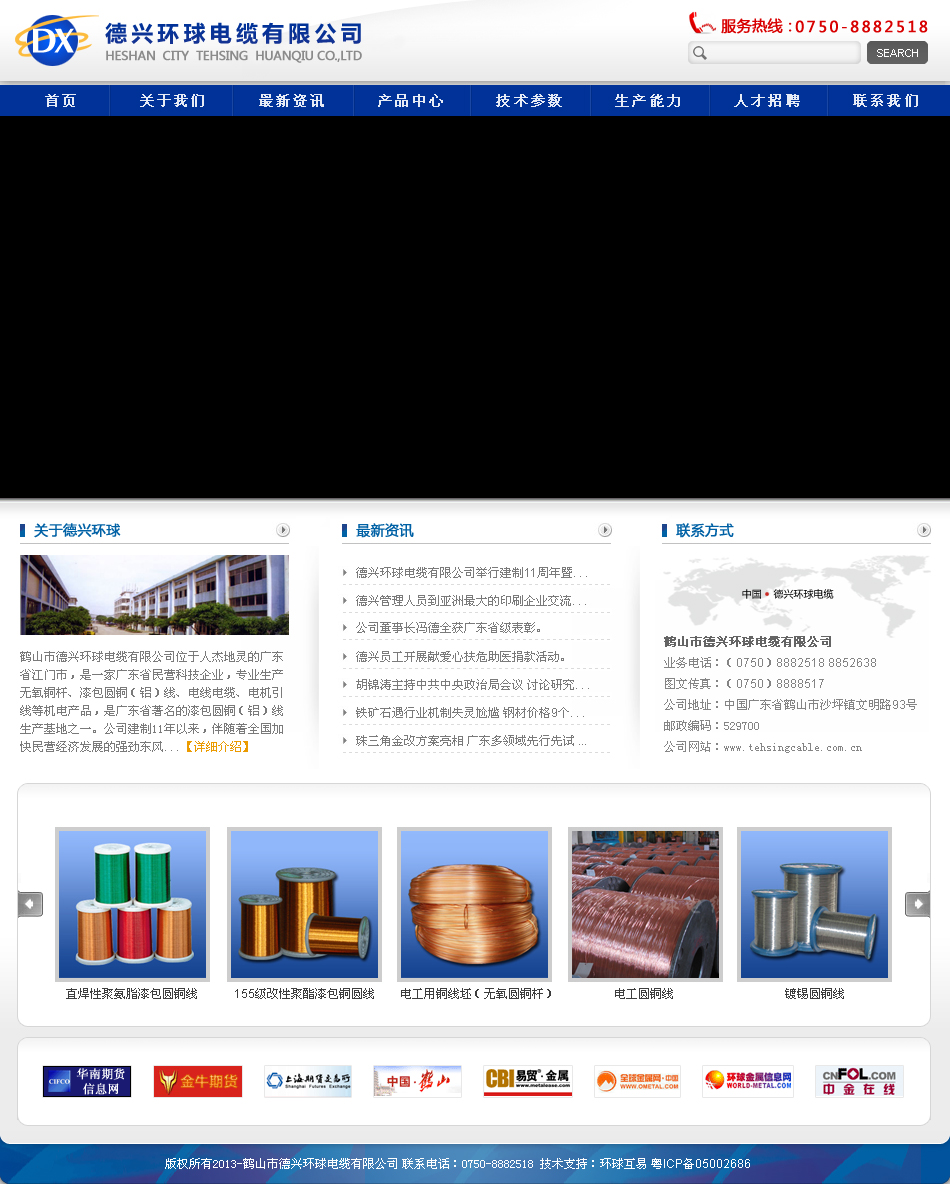 DX
德兴环球电缆有限公司
HESHAN CITY TEHSING HUANQIU CO.,LTD
服务热线:0750-8882518
SEARCH
首页 关于我们 最新资讯 产品中心 技术参数 生产能力 人才招聘 联系我们
关于德兴环球
鹤山市德兴环球电缆有限公司位于人杰地灵的广东
省江门市，是一家广东省民营科技企业，专业生产
无氧铜杆、漆包圆铜（铝）线、电线电缆、电机引
线等机电产品，是广东省著名的漆包圆铜（铝）线
生产基地之一。公司建制11年以来，伴随着全国加
快民营经济发展的强劲东风...【详细介绍】
最新资讯
德兴环球电缆有限公司举行建制11周年暨...
德兴管理人员到亚洲最大的印刷企业交流...
公司董事长冯德全获广东省级表彰。
德兴员工开展献爱心扶危助医捐款活动。
胡锦涛主持中共中央政治局会议 讨论研究...
铁矿石遇行业机制失灵尴尬 钢材价格9个...
珠三角金改方案亮相 广东多领域先行先试 ...
联系方式
中国 • 德兴环球电缆
鹤山市德兴环球电缆有限公司
业务电话：（0750）8882518 8852638
图文传真：（0750）8888517
公司地址：中国广东省鹤山市沙坪镇文明路93号
邮政编码：529700
公司网站：www.tehsingcable.com.cn
直焊性聚氨脂漆包圆铜线
155级改性聚酯漆包铜圆线
电工用铜线坯（无氧圆铜杆）
电工圆铜线
镀锡圆铜线
CIFCO 华南期货
信息网
金牛期货
上海期货交易所
Shanghai Futures Exchange
中国·鹤山
CBI 易贸·金属
www.metalease.com
全球金属网·中国
WWW.OMETAL.COM
环球金属信息网
WORLD-METAL.COM
CNFOL.COM
中金在线
版权所有2013-鹤山市德兴环球电缆有限公司 联系电话：0750-8882518 技术支持：环球互易 粤ICP备05002686